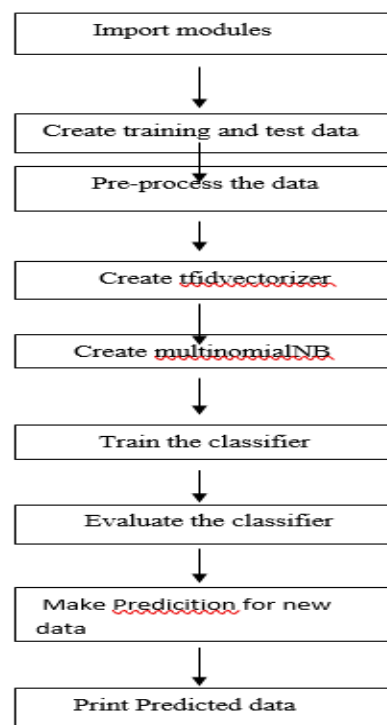 Import modules
Create training and test data
Pre-process the data
Create tfidvectorizer
Create multinomialNB
Train the classifier
Evaluate the classifier
Make Predicition for new
data
Print Predicted data